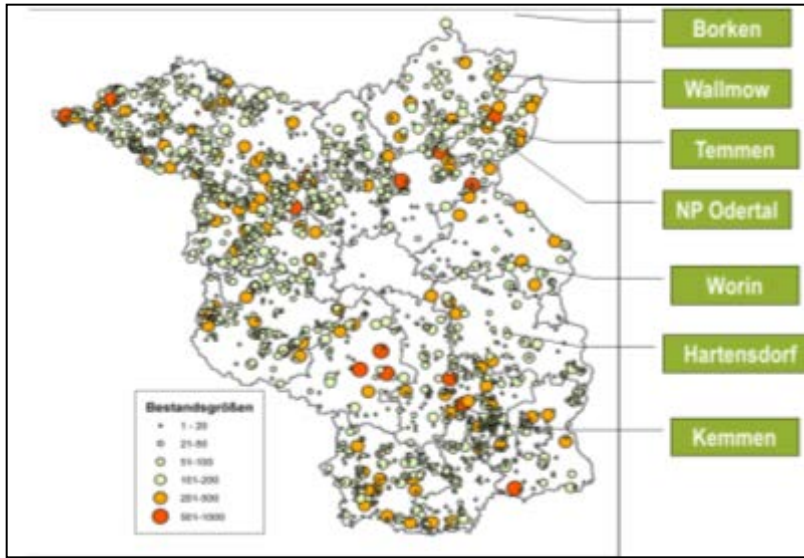 Borken
Wallmow
Temmen
NP Odertal
Worin
Hartensdorf
Kemmen
Bestandsgrößen
1 - 20
21-50
51-100
101-200
201-500
501-1000